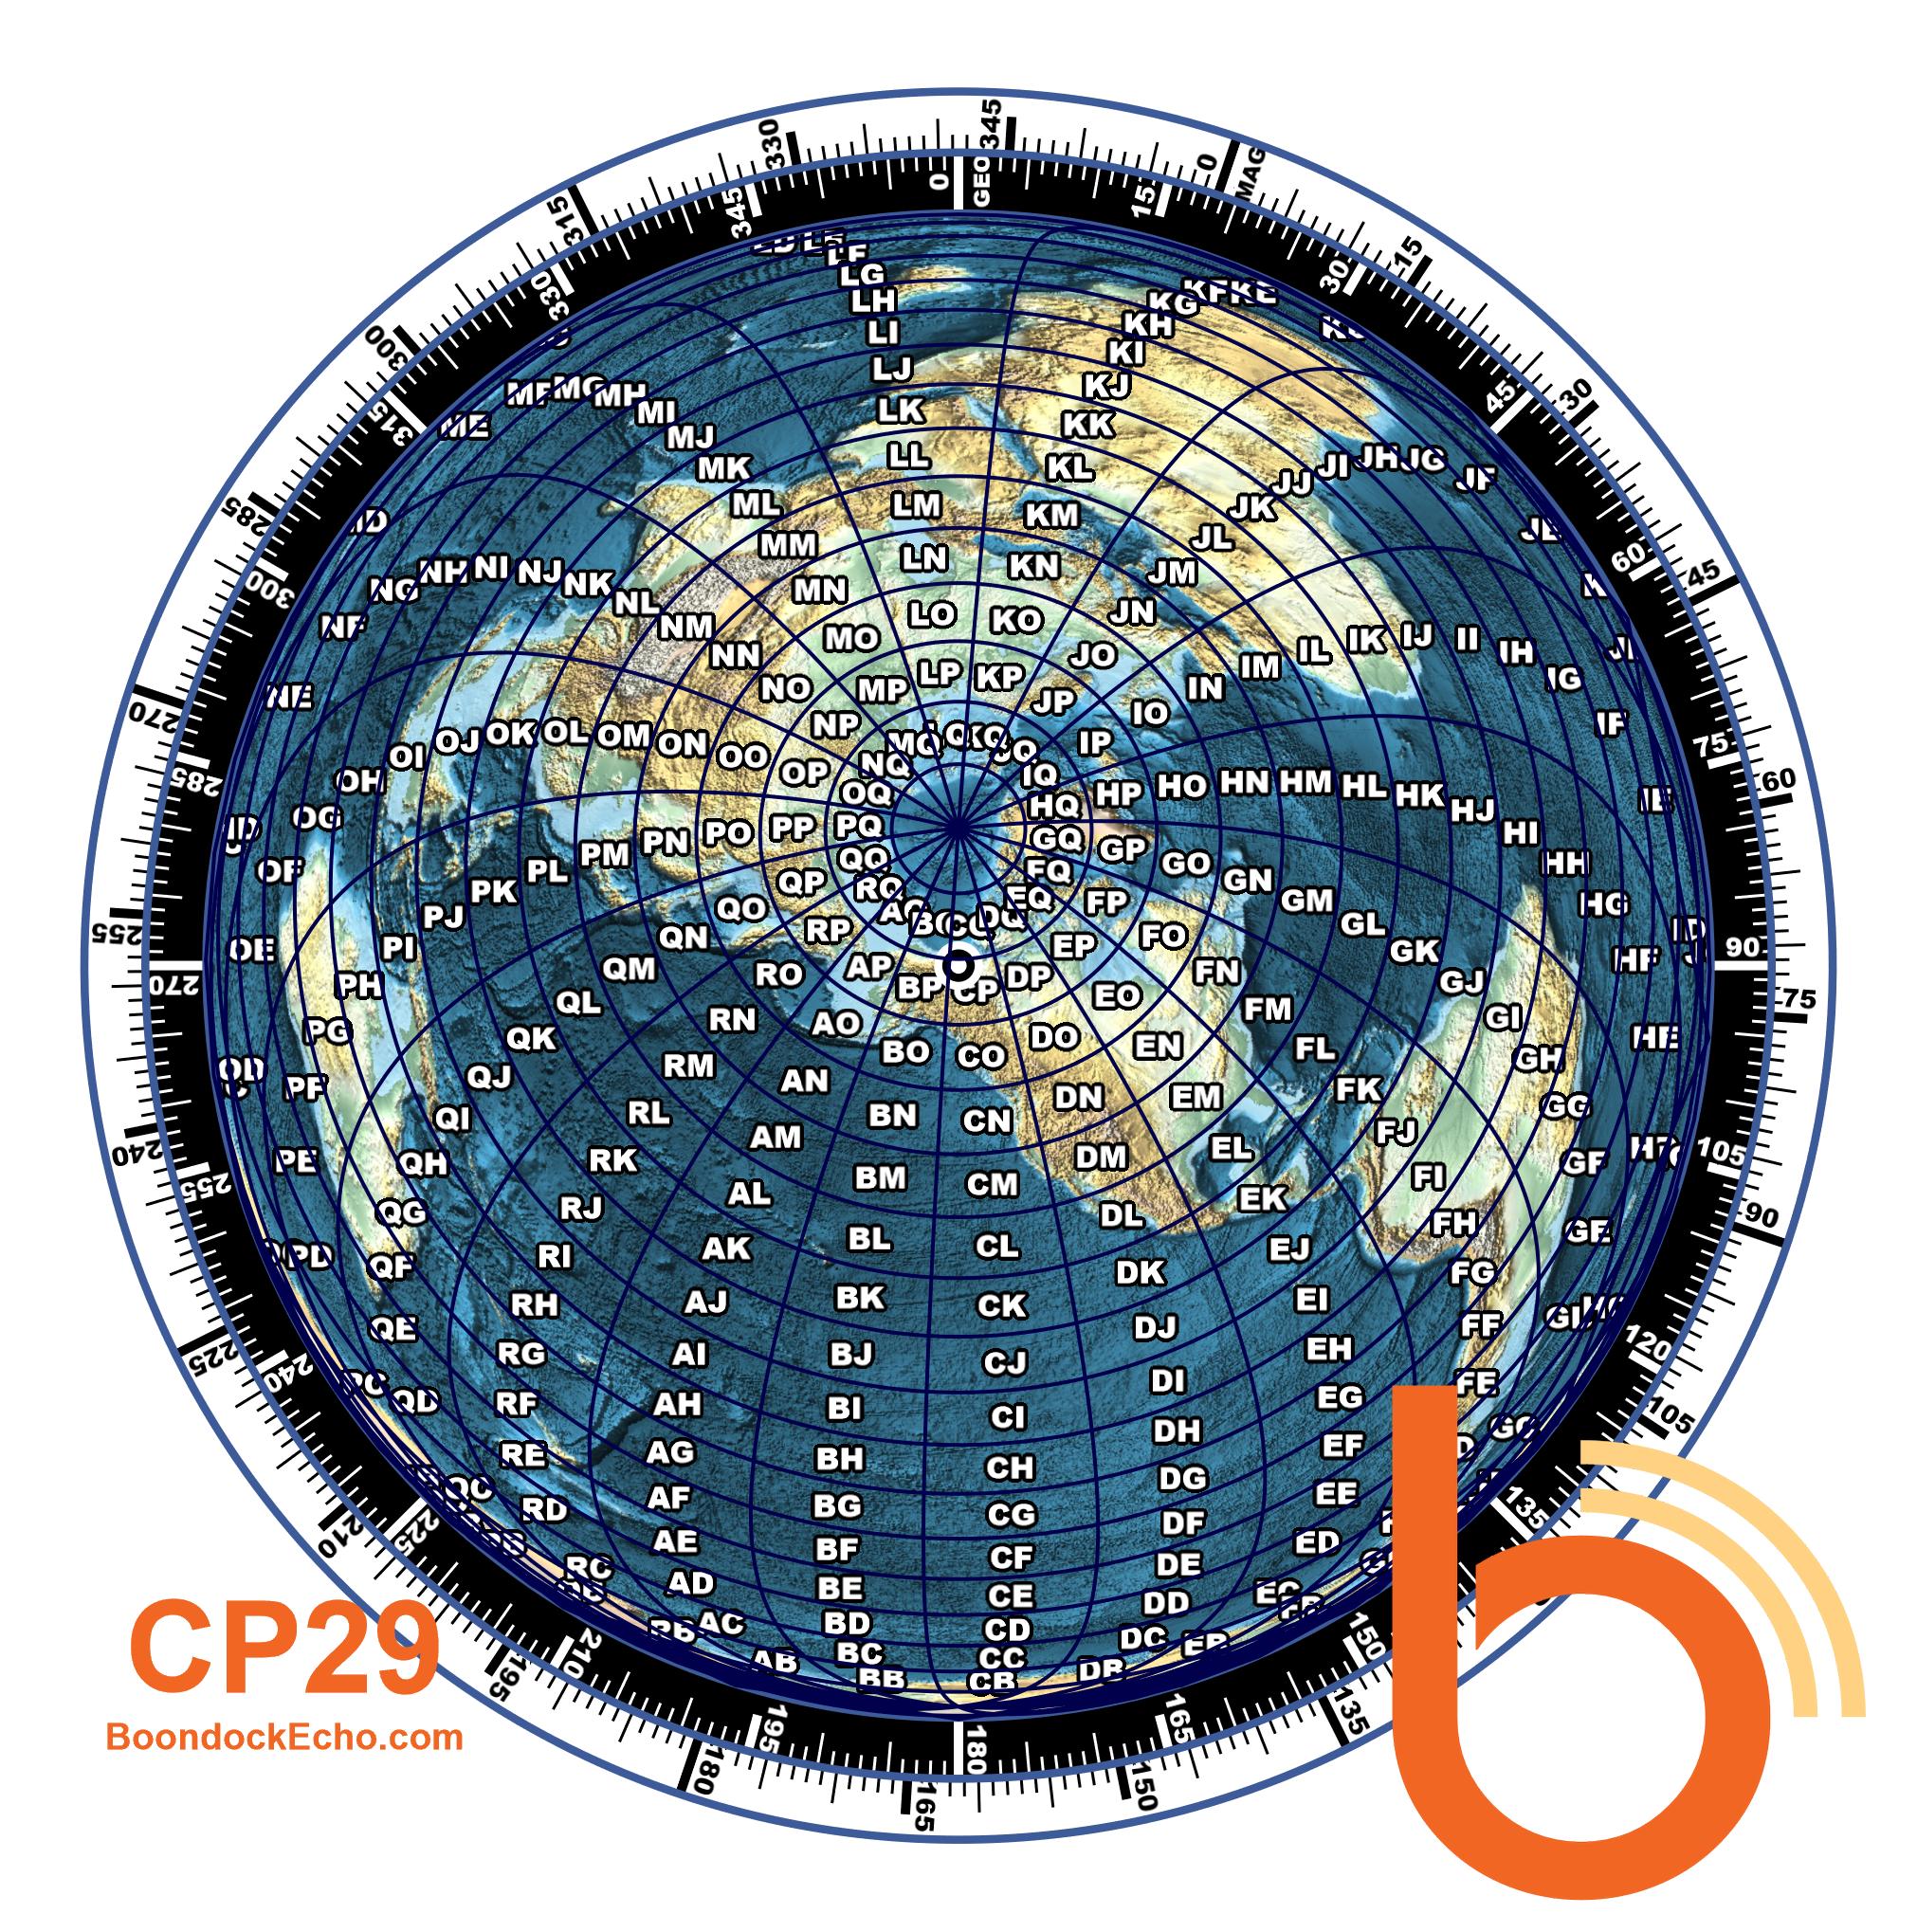 345
330
0
MAG
0
GEO
15
345
315
-15
30
330
300
-30
45
315
285
45
60
300
270
60
75
285
255
75
90
270
240
90
105
255
225
105
120
240
210
135
225
195
210
150
135
180
195
180
165
165
150
LG
LH
LI
LJ
LK
LL
LM
LN
LO
LP
KFKE
KG
KH
KI
KJ
KK
KL
KM
KN
KO
KP
ME
MF
MG
MH
MI
MJ
MK
ML
MM
MN
MO
MP
JF
JG
JH
JI
JJ
JK
JL
JM
JN
JO
JP
NE
NF
NG
NH
NI
NJ
NK
NL
NM
NN
NO
NP
NQ
IG
IH
II
IJ
IK
IL
IM
IN
IO
IP
IQ
OE
OF
OG
OH
OI
OJ
OK
OL
OM
ON
OO
OP
OQ
HG
HH
HI
HJ
HK
HL
HM
HN
HO
HP
HQ
HF
HE
PE
PF
PG
PH
PI
PJ
PK
PL
PM
PN
PO
PP
PQ
PD
GE
GF
GG
GH
GI
GJ
GK
GL
GM
GN
GO
GP
GQ
QD
QE
QF
QG
QH
QI
QJ
QK
QL
QM
QN
QO
QP
QQ
FE
FF
FG
FH
FI
FJ
FK
FL
FM
FN
FO
FP
FQ
RC
RD
RE
RF
RG
RH
RI
RJ
RK
RL
RM
RN
RO
RP
RQ
ED
EE
EF
EG
EH
EI
EJ
EK
EL
EM
EN
EO
EP
EQ
AB
AC
AD
AE
AF
AG
AH
AI
AJ
AK
AL
AM
AN
AO
AP
DB
DC
DD
DE
DF
DG
DH
DI
DJ
DK
DL
DM
DN
DO
DP
BB
BC
BD
BE
BF
BG
BH
BI
BJ
BK
BL
BM
BN
BO
BP
CB
CC
CD
CE
CF
CG
CH
CI
CJ
CK
CL
CM
CN
CO
CP
CP29
BoondockEcho.com
b